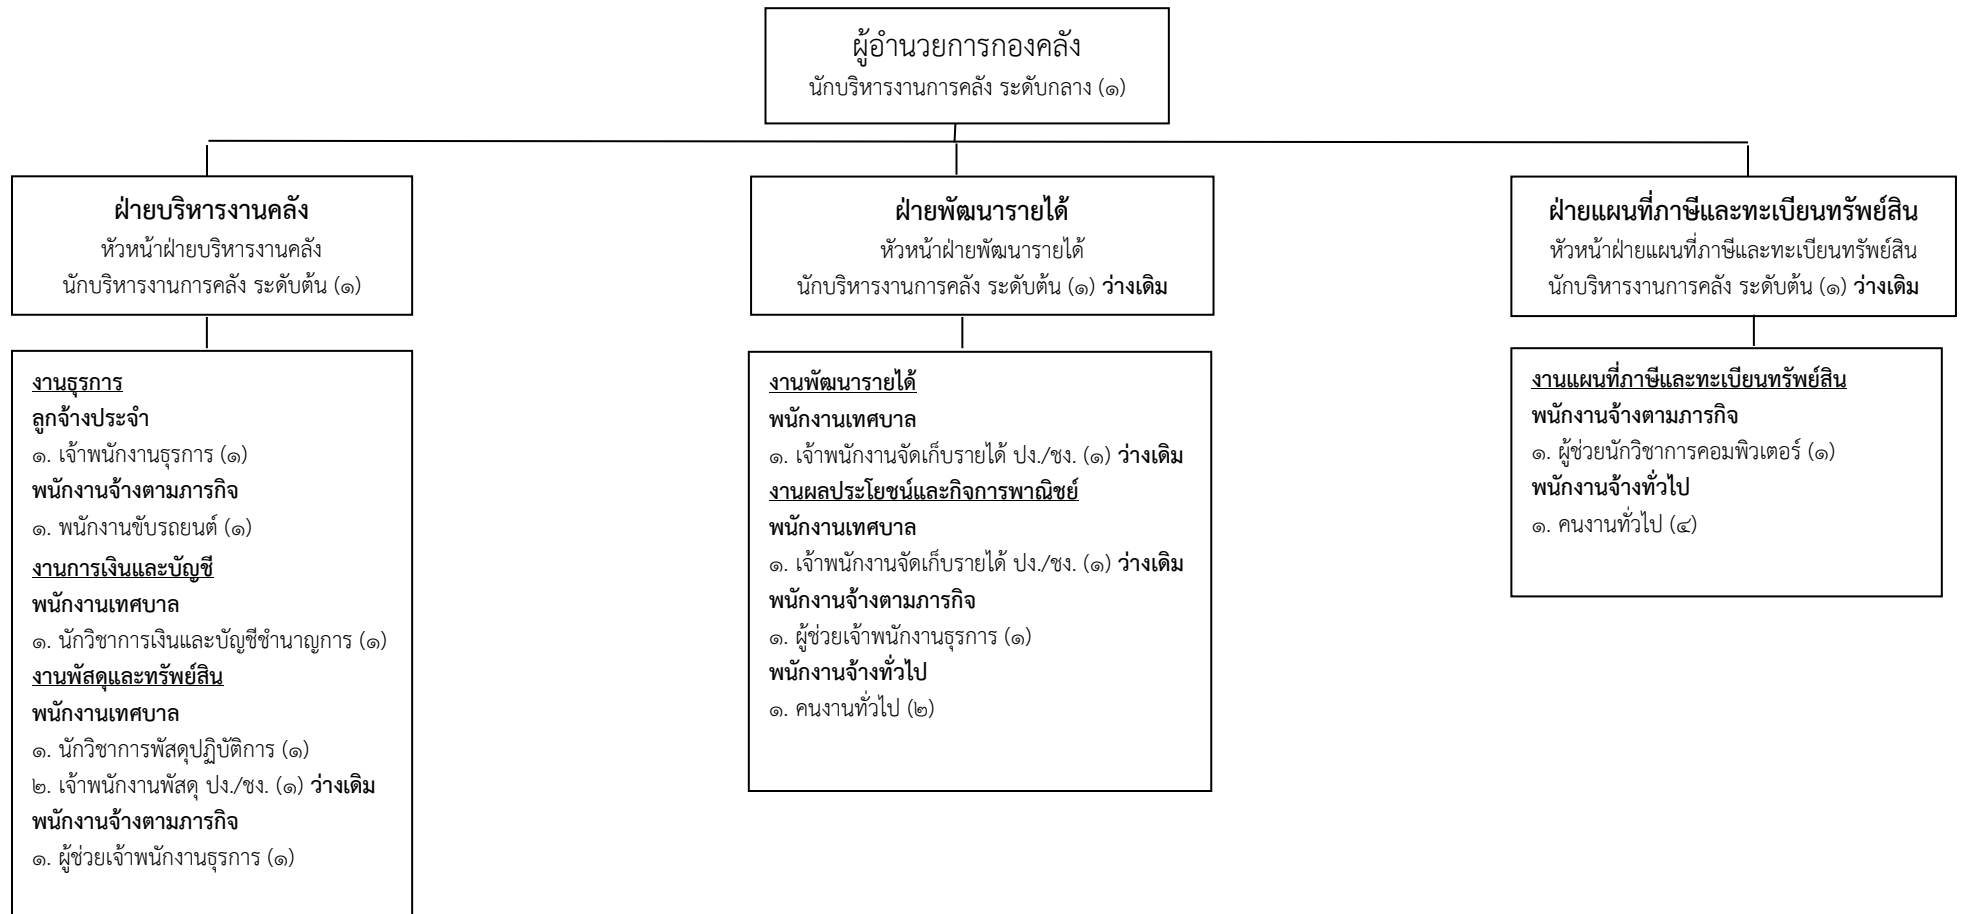 ผู้อำนวยการกองคลัง
นักบริหารงานการคลัง ระดับกลาง (๑)
ฝ่ายบริหารงานคลัง
หัวหน้าฝ่ายบริหารงานคลัง
นักบริหารงานการคลัง ระดับต้น (๑)
งานธุรการ
ลูกจ้างประจำ
๑. เจ้าพนักงานธุรการ (๑)
พนักงานจ้างตามภารกิจ
๑. พนักงานขับรถยนต์ (๑)
งานการเงินและบัญชี
พนักงานเทศบาล
๑. นักวิชาการเงินและบัญชีชำนาญการ (๑)
งานพัสดุและทรัพย์สิน
พนักงานเทศบาล
๑. นักวิชาการพัสดุปฏิบัติการ (๑)
๒. เจ้าพนักงานพัสดุ ปง./ชง. (๑) ว่างเดิม
พนักงานจ้างตามภารกิจ
๑. ผู้ช่วยเจ้าพนักงานธุรการ (๑)
ฝ่ายพัฒนารายได้
หัวหน้าฝ่ายพัฒนารายได้
นักบริหารงานการคลัง ระดับต้น (๑) ว่างเดิม
งานพัฒนารายได้
พนักงานเทศบาล
๑. เจ้าพนักงานจัดเก็บรายได้ ปง./ชง. (๑) ว่างเดิม
งานผลประโยชน์และกิจการพาณิชย์
พนักงานเทศบาล
๑. เจ้าพนักงานจัดเก็บรายได้ ปง./ชง. (๑) ว่างเดิม
พนักงานจ้างตามภารกิจ
๑. ผู้ช่วยเจ้าพนักงานธุรการ (๑)
พนักงานจ้างทั่วไป
๑. คนงานทั่วไป (๒)
ฝ่ายแผนที่ภาษีและทะเบียนทรัพย์สิน
หัวหน้าฝ่ายแผนที่ภาษีและทะเบียนทรัพย์สิน
นักบริหารงานการคลัง ระดับต้น (๑) ว่างเดิม
งานแผนที่ภาษีและทะเบียนทรัพย์สิน
พนักงานจ้างตามภารกิจ
๑. ผู้ช่วยนักวิชาการคอมพิวเตอร์ (๑)
พนักงานจ้างทั่วไป
๑. คนงานทั่วไป (๔)